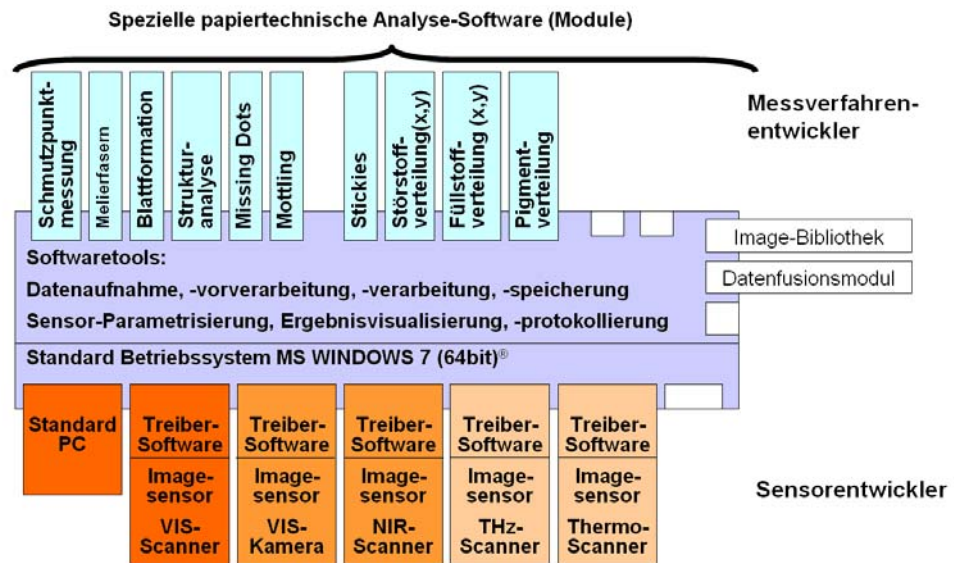 Spezielle papiertechnische Analyse-Software (Module)
Messverfahren-
entwickler
Schmutzpunkt-
messung
Melierfasern
Blattformation
Struktur-
analyse
Missing Dots
Mottling
Stickies
Störstoff-
verteilung(x,y)
Füllstoff-
verteilung (x,y)
Pigment-
verteilung
Image-Bibliothek
Datenfusionsmodul
Softwaretools:
Datenaufnahme, -vorverarbeitung, -verarbeitung, -speicherung
Sensor-Parametrisierung, Ergebnisvisualisierung, -protokollierung
Standard Betriebssystem MS WINDOWS 7 (64bit)®
Standard
PC
Treiber-
Software
Image-
sensor
VIS-
Scanner
Treiber-
Software
Image-
sensor
VIS-
Kamera
Treiber-
Software
Image-
sensor
NIR-
Scanner
Treiber-
Software
Image-
sensor
THz-
Scanner
Treiber-
Software
Image-
sensor
Thermo-
Scanner
Sensorentwickler